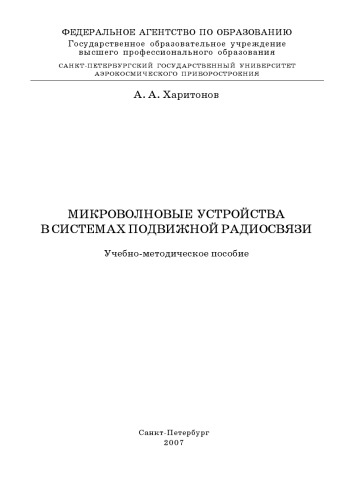 ФЕДЕРАЛЬНОЕ АГЕНТСТВО ПО ОБРАЗОВАНИЮ
Государственное образовательное учреждение
высшего профессионального образования
САНКТ-ПЕТЕРБУРГСКИЙ ГОСУДАРСТВЕННЫЙ УНИВЕРСИТЕТ
АЭРОКОСМИЧЕСКОГО ПРИБОРОСТРОЕНИЯ
А. А. Харитонов
МИКРОВОЛНОВЫЕ УСТРОЙСТВА
В СИСТЕМАХ ПОДВИЖНОЙ РАДИОСВЯЗИ
Учебно-методическое пособие
Санкт-Петербург
2007